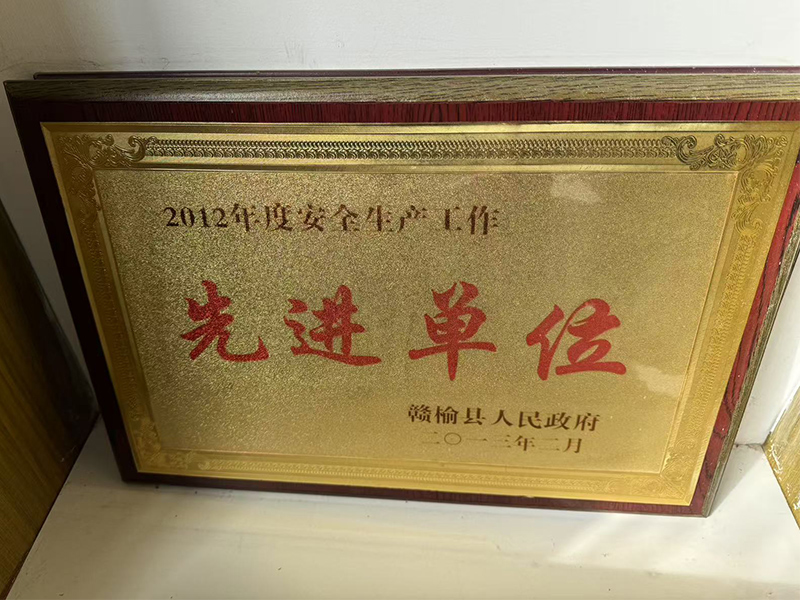 2012年度安全生产工作
先进单位
赣榆县人民政府
二〇一三年二月